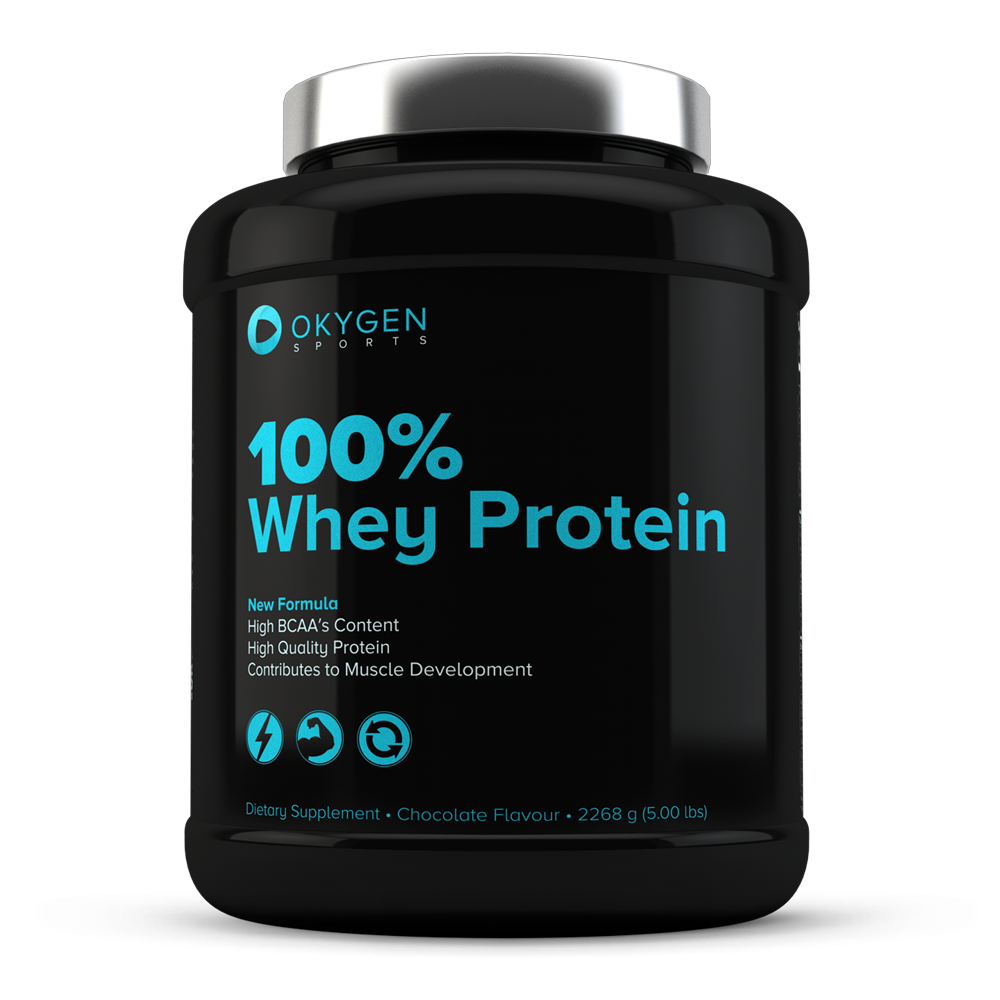 OKYGEN
SPORTS
100%
Whey Protein
New Formula
High BCAA's Content
High Quality Protein
Contributes to Muscle Development
Dietary Supplement • Chocolate Flavour • 2268 g (5.00 lbs)